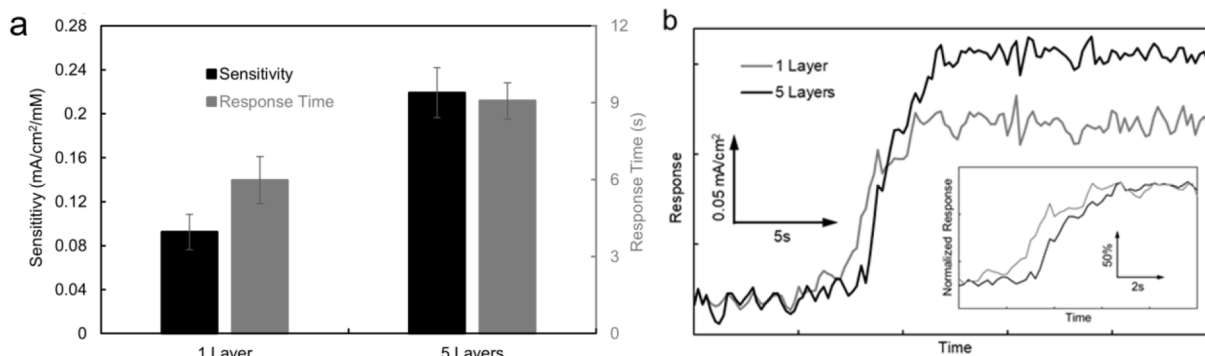 a
0.28
0.24
0.2
0.16
0.12
0.08
0.04
0
Sensititivy (mA/cm²/mM)
Sensitivity
Response Time
12
9
6
3
0
Response Time (s)
1 Layer
5 Layers
b
Response
1 Layer
5 Layers
0.05 mA/cm²
5s
Time
Normalized Response
50%
2s
Time